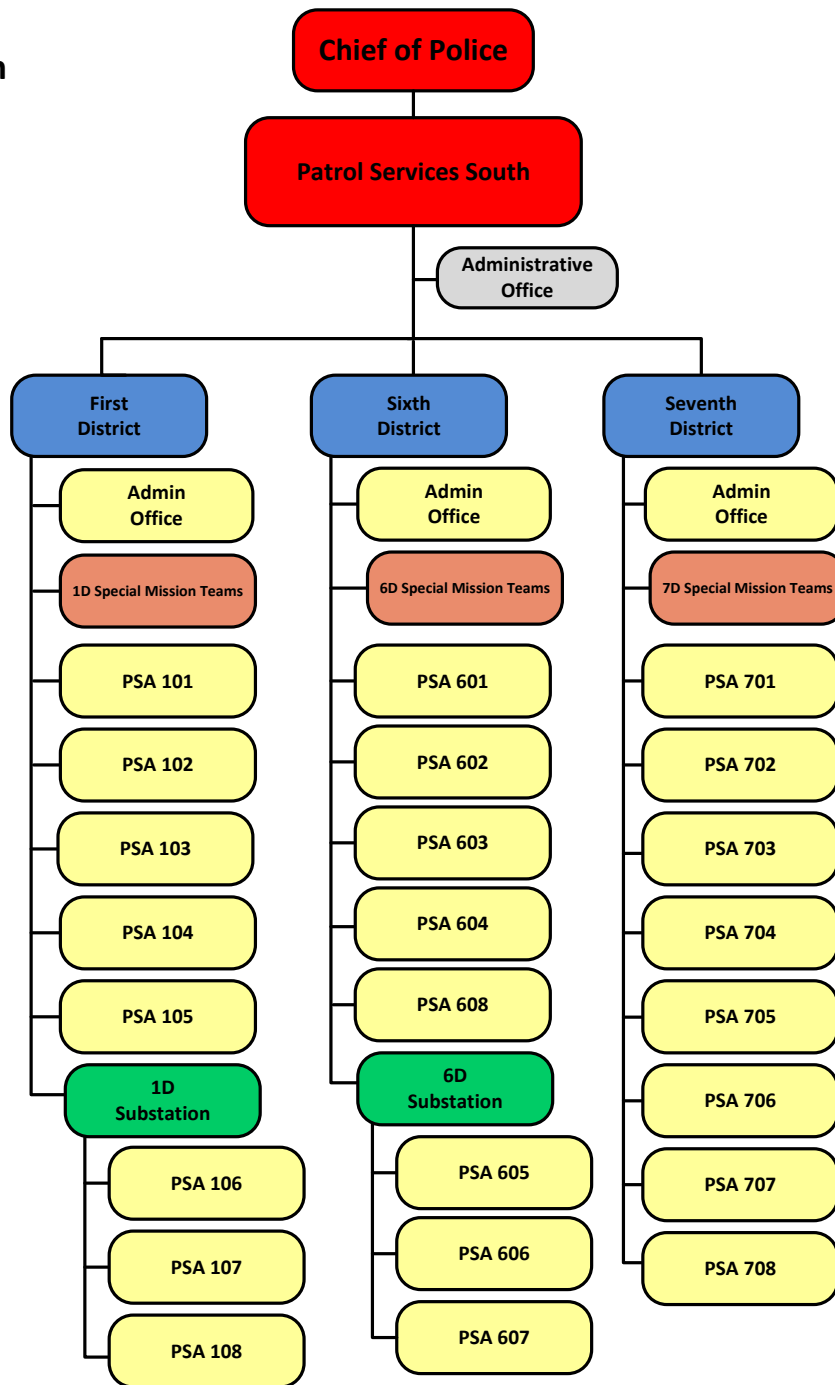 Chief of Police
Patrol Services South
Administrative
Office
First
District
Admin
Office
1D Special Mission Teams
PSA 101
PSA 102
PSA 103
PSA 104
PSA 105
1D
Substation
PSA 106
PSA 107
PSA 108
Sixth
District
Admin
Office
6D Special Mission Teams
PSA 601
PSA 602
PSA 603
PSA 604
PSA 608
6D
Substation
PSA 605
PSA 606
PSA 607
Seventh
District
Admin
Office
7D Special Mission Teams
PSA 701
PSA 702
PSA 703
PSA 704
PSA 705
PSA 706
PSA 707
PSA 708